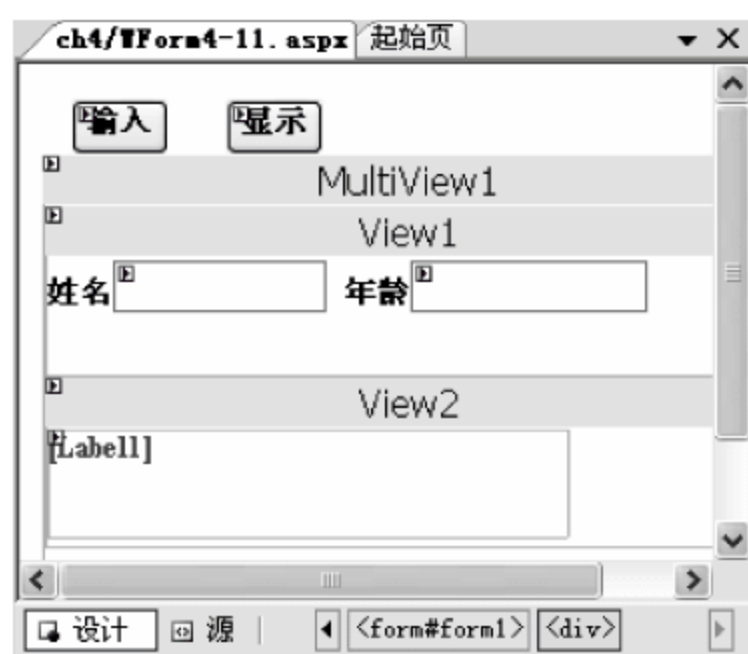 ch4/WForm4-11.aspx 起始页
输入 显示
MultiView1
View1
姓名 年龄
View2
[Label1]
设计 源 <form#form1> <div>